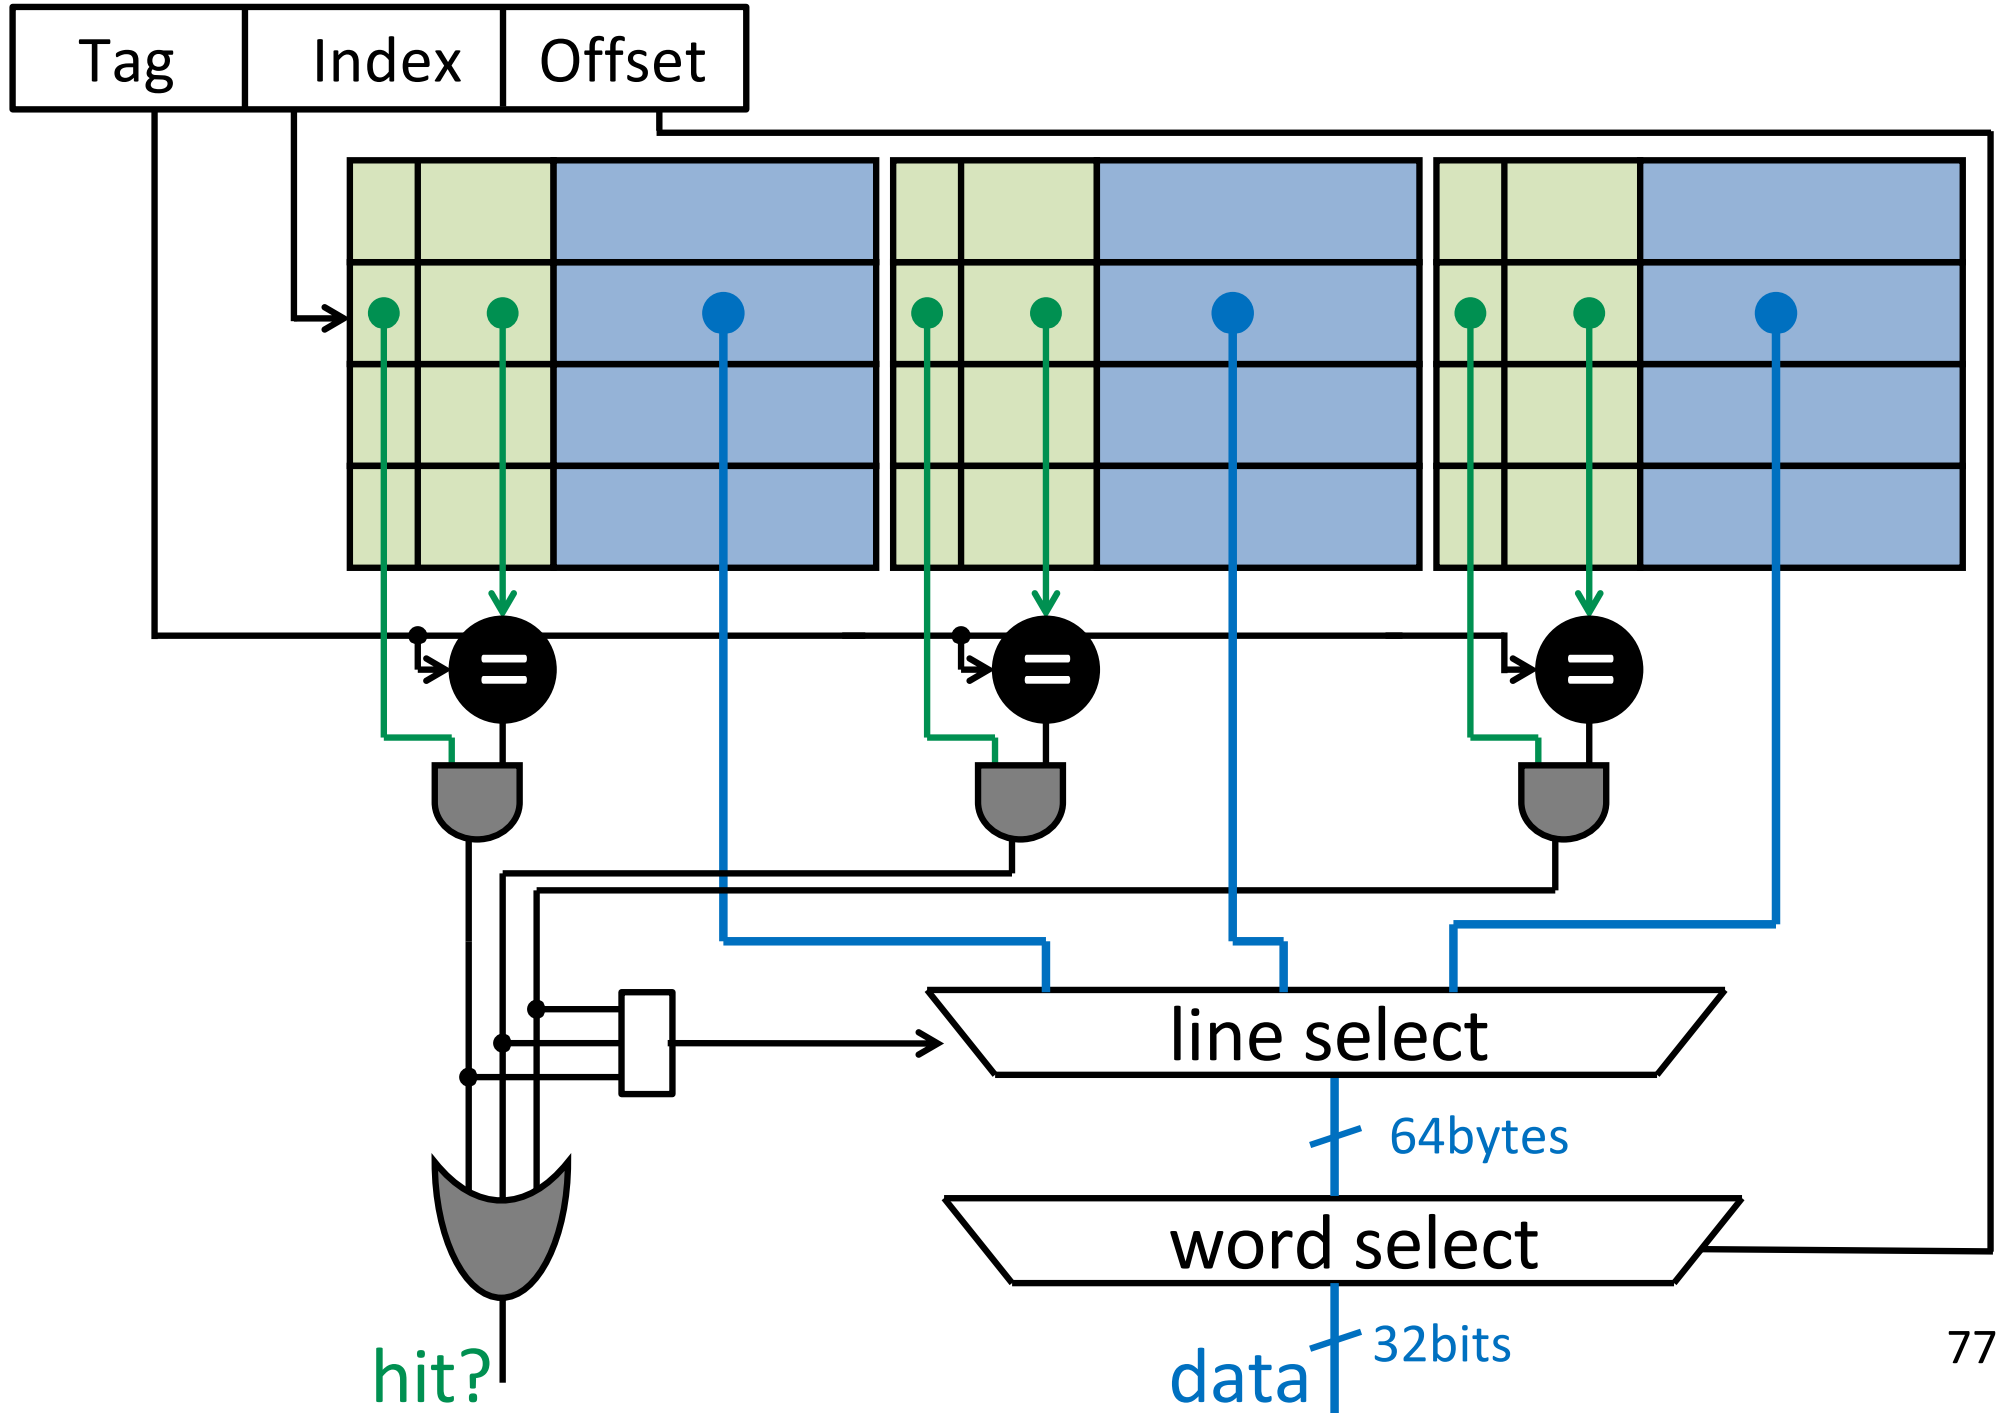 Tag Index Offset
=
=
=
line select
64bytes
word select
32bits
hit?
data
77